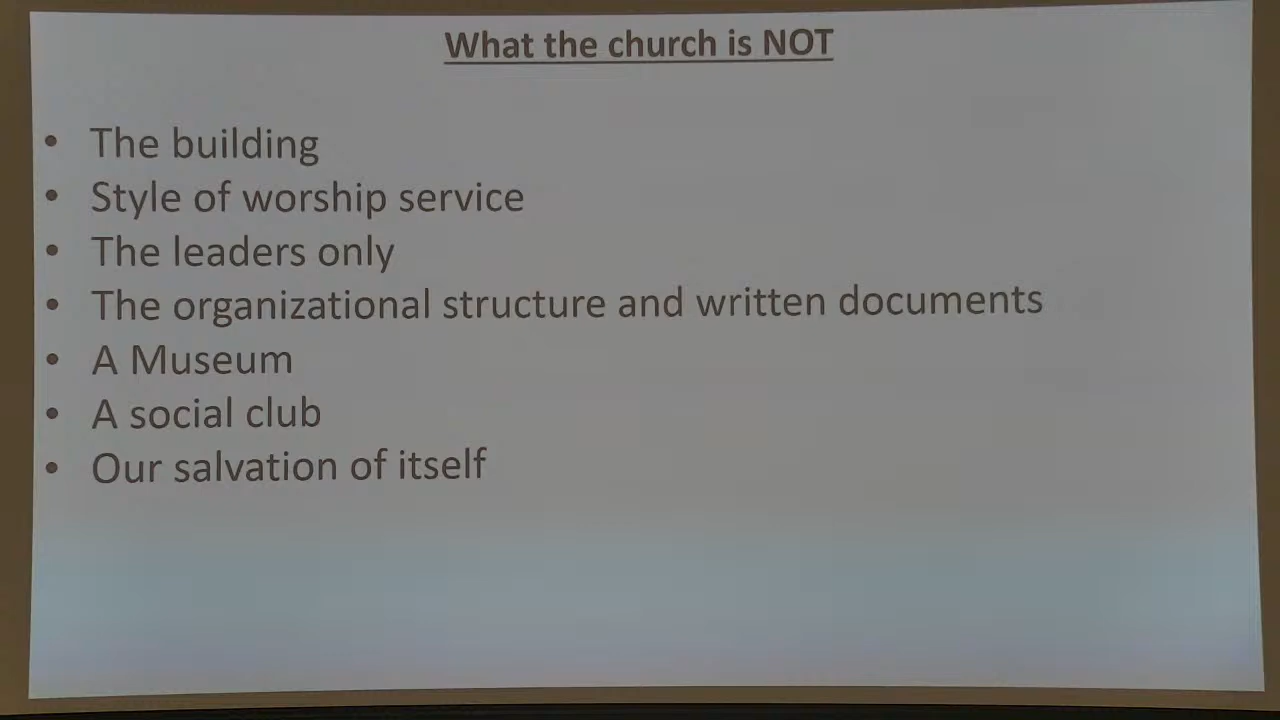 What the church is NOT
• The building
• Style of worship service
• The leaders only
• The organizational structure and written documents
• A Museum
• A social club
• Our salvation of itself